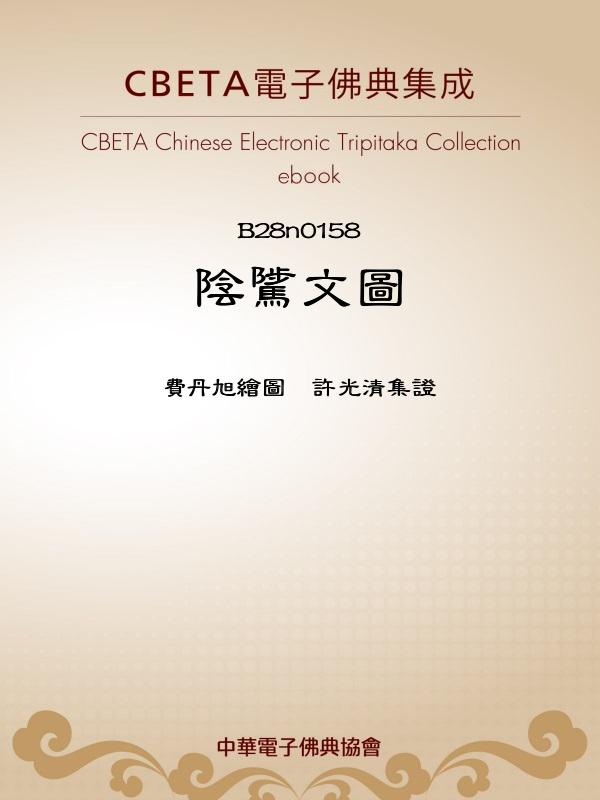 CBETA電子佛典集成
CBETA Chinese Electronic Tripitaka Collection
ebook
B28n0158
陰騭文圖
費丹旭繪圖　許光清集證
中華電子佛典協會